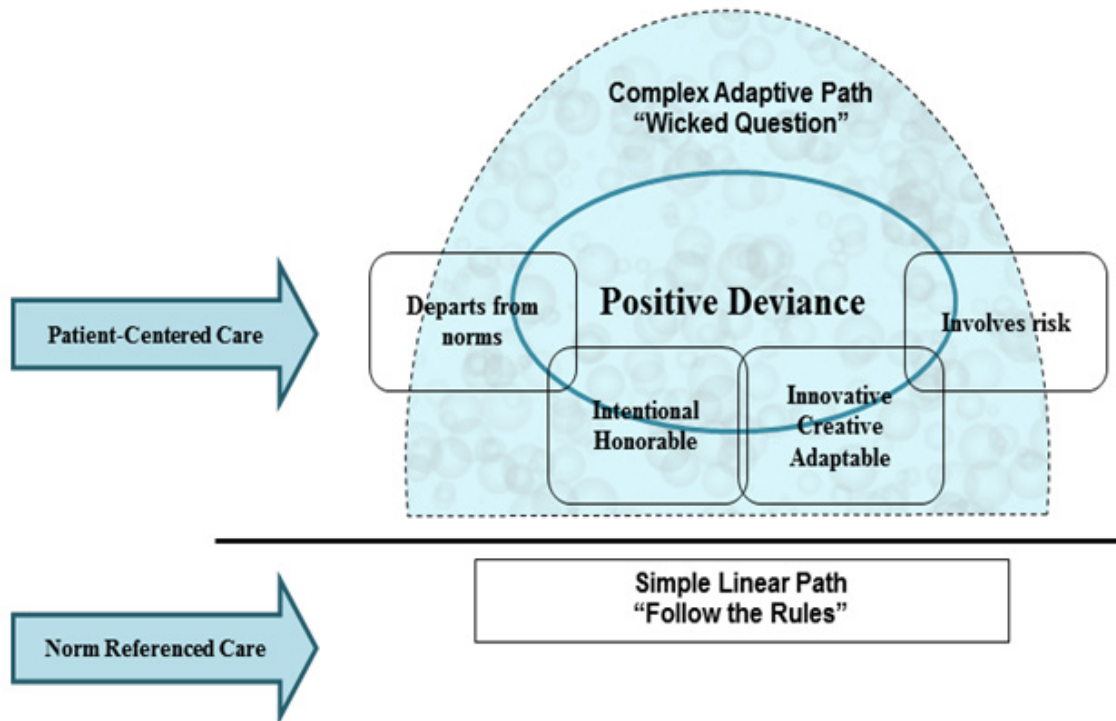 Complex Adaptive Path
“Wicked Question”
Patient-Centered Care
Departs from
norms
Positive Deviance
Involves risk
Intentional
Honorable
Innovative
Creative
Adaptable
Simple Linear Path
“Follow the Rules”
Norm Referenced Care